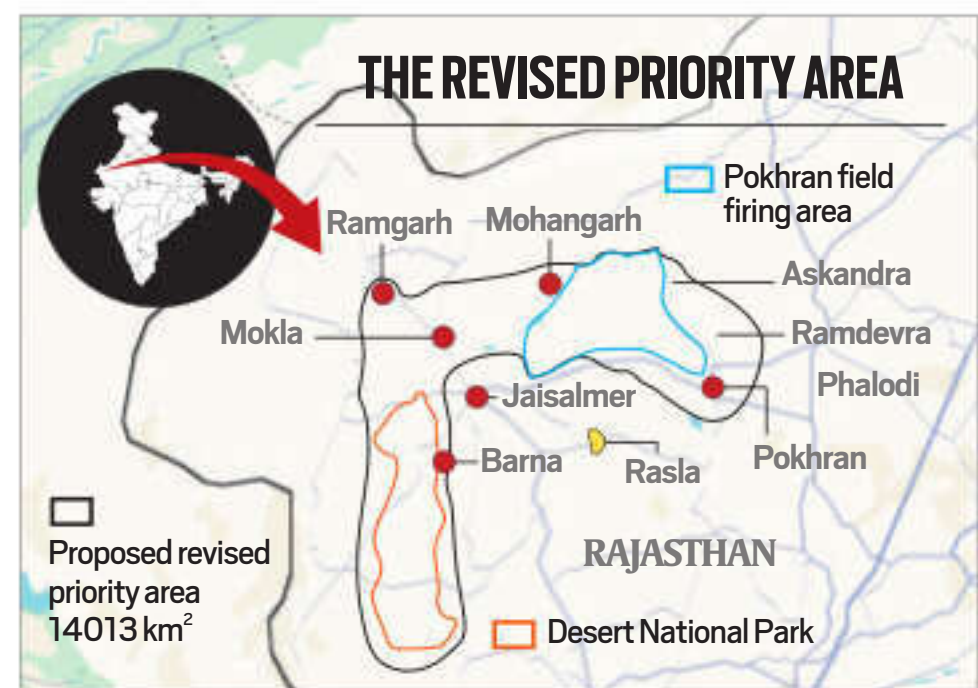 THE REVISED PRIORITY AREA
Pokhran field
firing area
Ramgarh
Mohangarh
Askandra
Mokla
Ramdevra
Phalodi
Jaisalmer
Barna
Rasla
Pokhran
Proposed revised
priority area
14013 km²
RAJASTHAN
Desert National Park